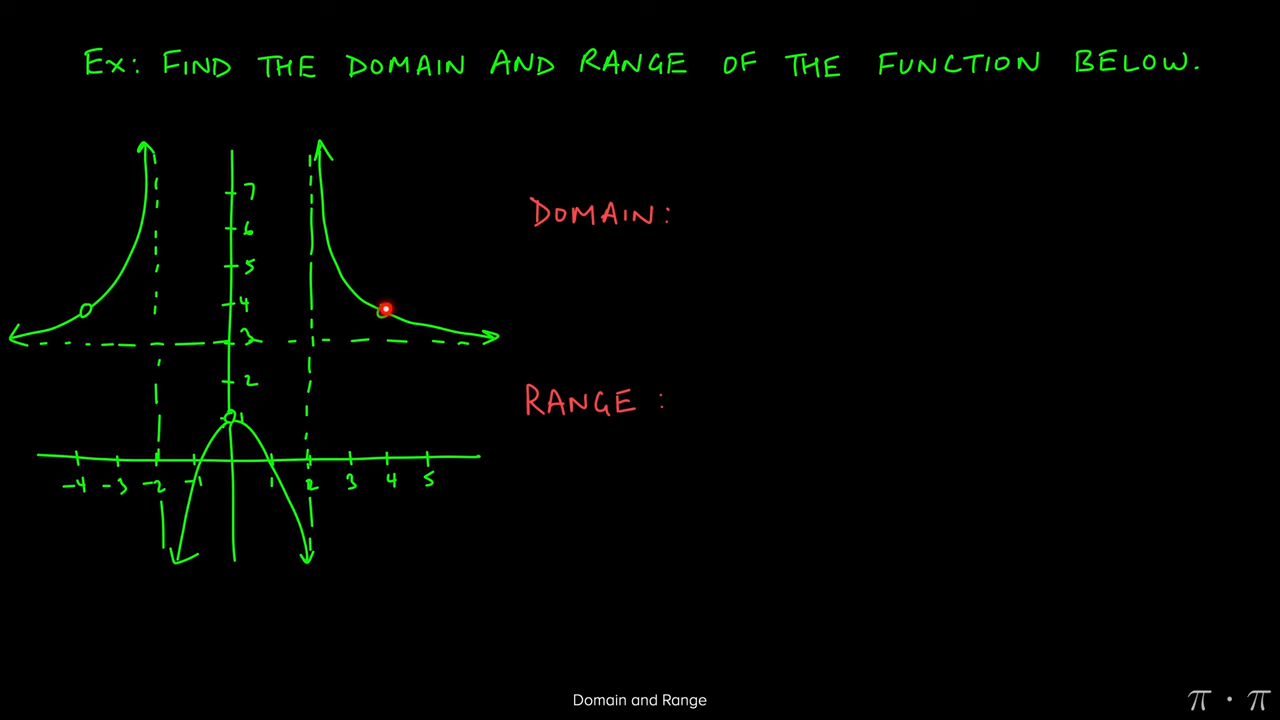 EX: FIND THE DOMAIN AND RANGE OF THE FUNCTION BELOW.
7
DOMAIN:
6
5
4
3
2
RANGE :
1
-4 -3 -2 -1 1 2 3 4 5
Domain and Range
π · π